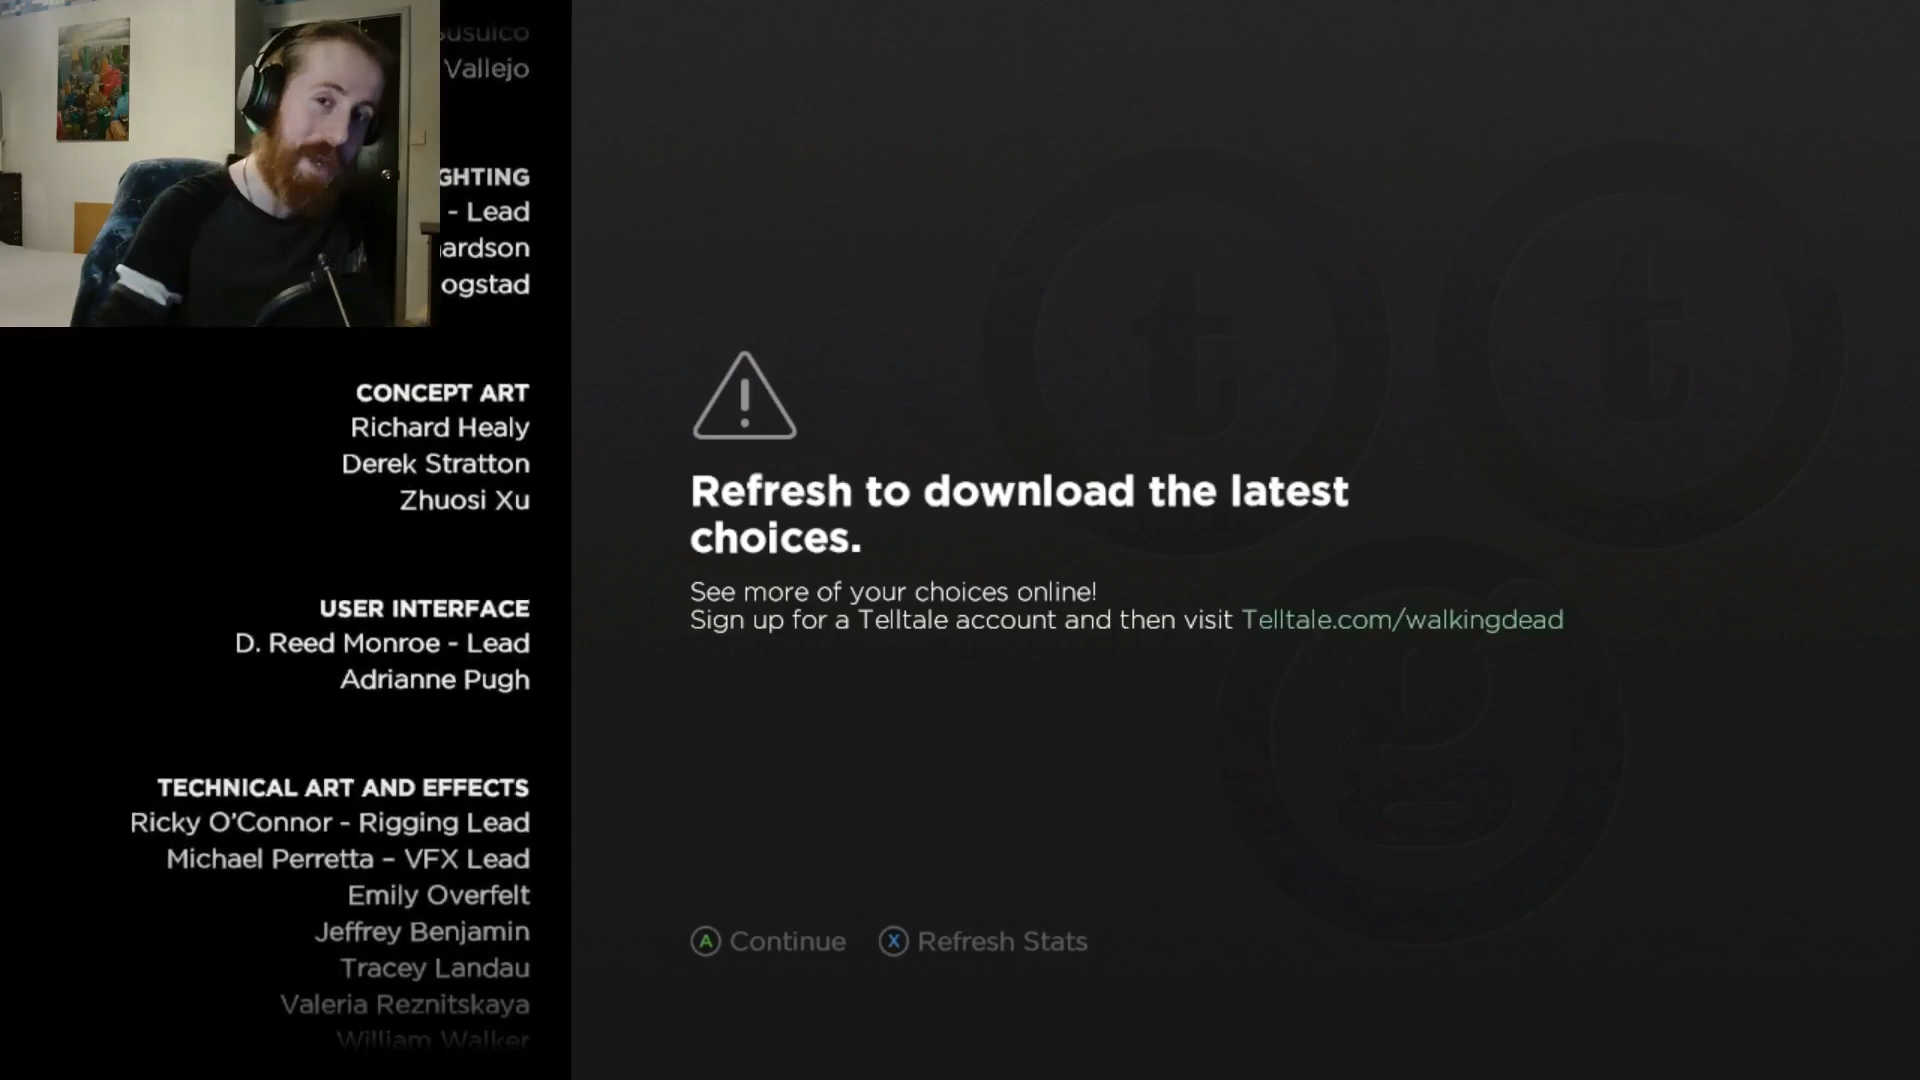 Vallejo
- Lead
CONCEPT ART
Richard Healy
Derek Stratton
Zhuosi Xu
USER INTERFACE
D. Reed Monroe - Lead
Adrianne Pugh
TECHNICAL ART AND EFFECTS
Ricky O’Connor - Rigging Lead
Michael Perretta – VFX Lead
Emily Overfelt
Jeffrey Benjamin
Tracey Landau
Valeria Reznitskaya
William Walker
t t
g
Refresh to download the latest
choices.
See more of your choices online!
Sign up for a Telltale account and then visit Telltale.com/walkingdead
A Continue X Refresh Stats